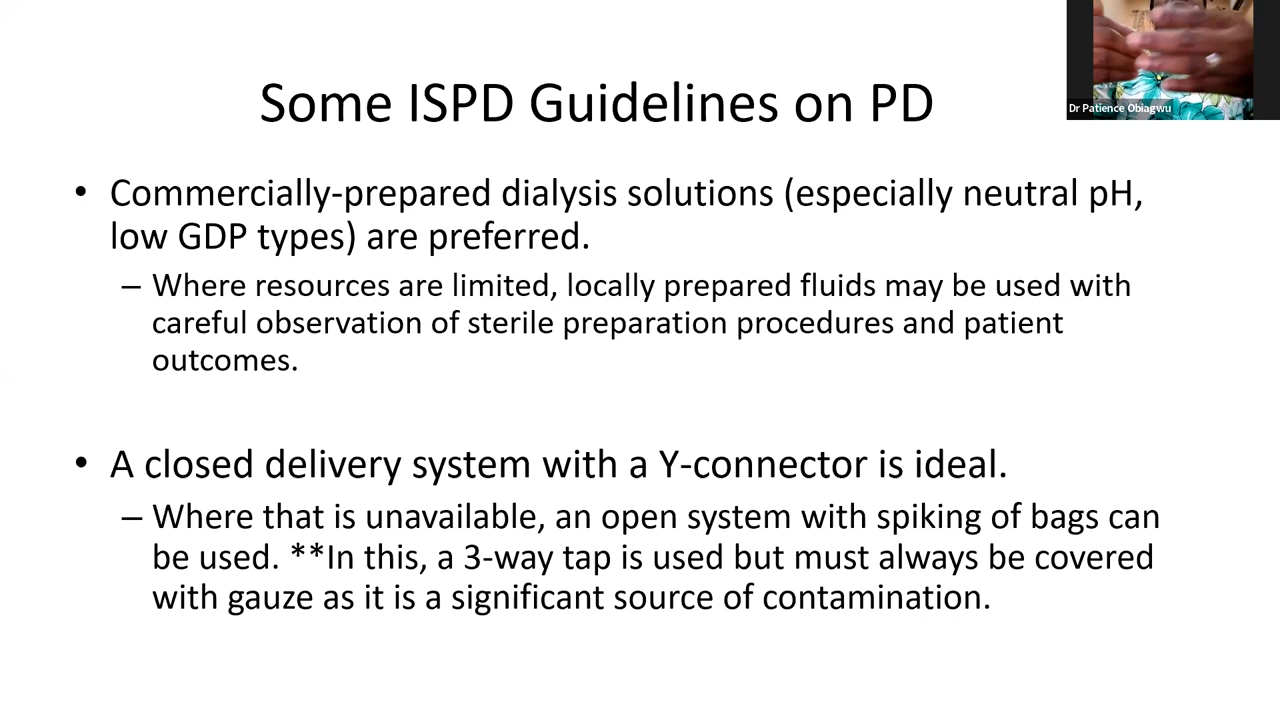 Dr Patience Obiagwu
Some ISPD Guidelines on PD
• Commercially-prepared dialysis solutions (especially neutral pH,
low GDP types) are preferred.
– Where resources are limited, locally prepared fluids may be used with
careful observation of sterile preparation procedures and patient
outcomes.
• A closed delivery system with a Y-connector is ideal.
– Where that is unavailable, an open system with spiking of bags can
be used. **In this, a 3-way tap is used but must always be covered
with gauze as it is a significant source of contamination.